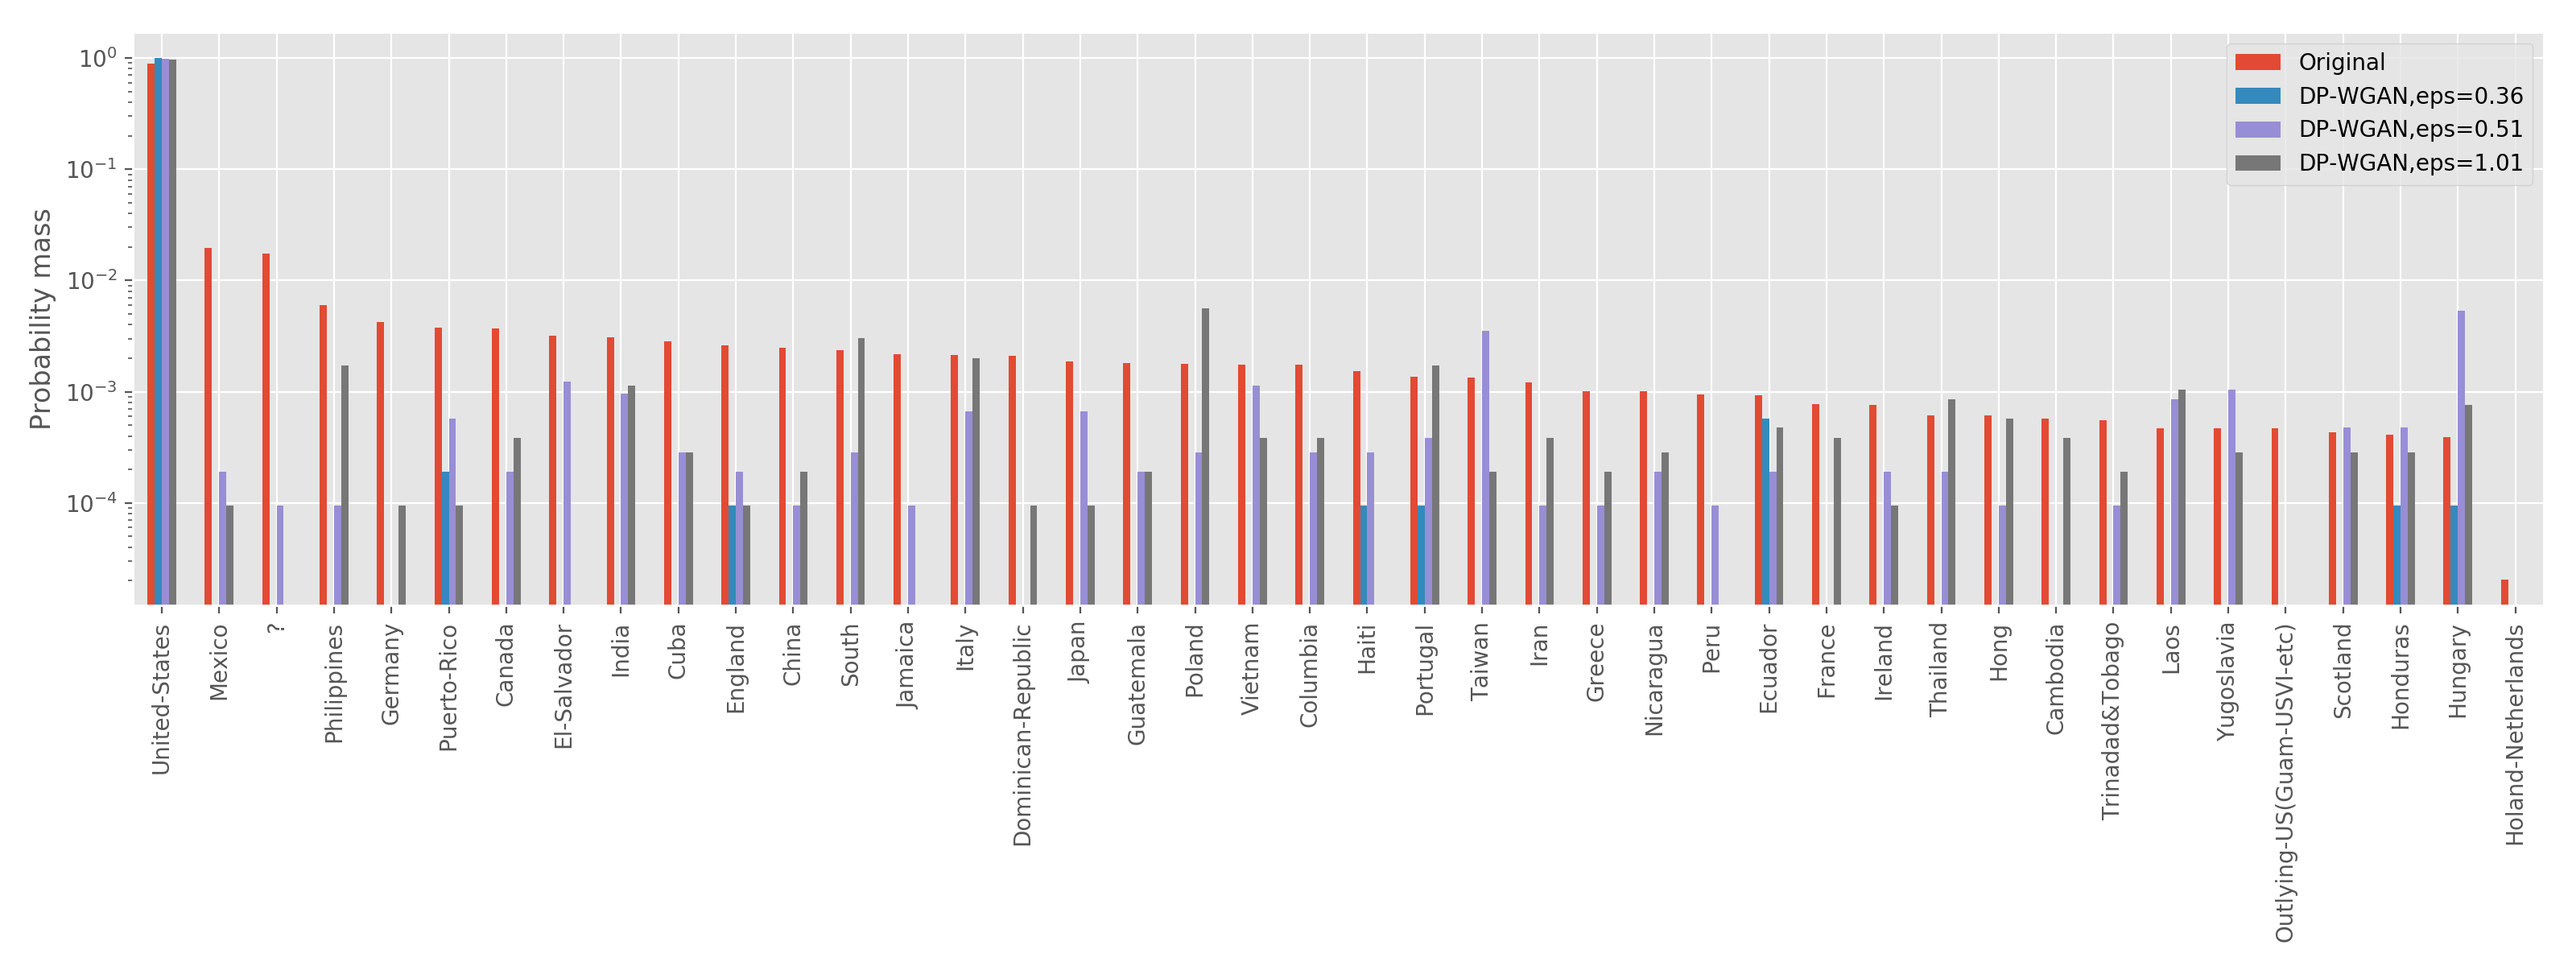 Probability mass
10⁰
10⁻¹
10⁻²
10⁻³
10⁻⁴
Original
DP-WGAN,eps=0.36
DP-WGAN,eps=0.51
DP-WGAN,eps=1.01
United-States
Mexico
?
Philippines
Germany
Puerto-Rico
Canada
El-Salvador
India
Cuba
England
China
South
Jamaica
Italy
Dominican-Republic
Japan
Guatemala
Poland
Vietnam
Columbia
Haiti
Portugal
Taiwan
Iran
Greece
Nicaragua
Peru
Ecuador
France
Ireland
Thailand
Hong
Cambodia
Trinadad&Tobago
Laos
Yugoslavia
Outlying-US(Guam-USVI-etc)
Scotland
Honduras
Hungary
Holand-Netherlands